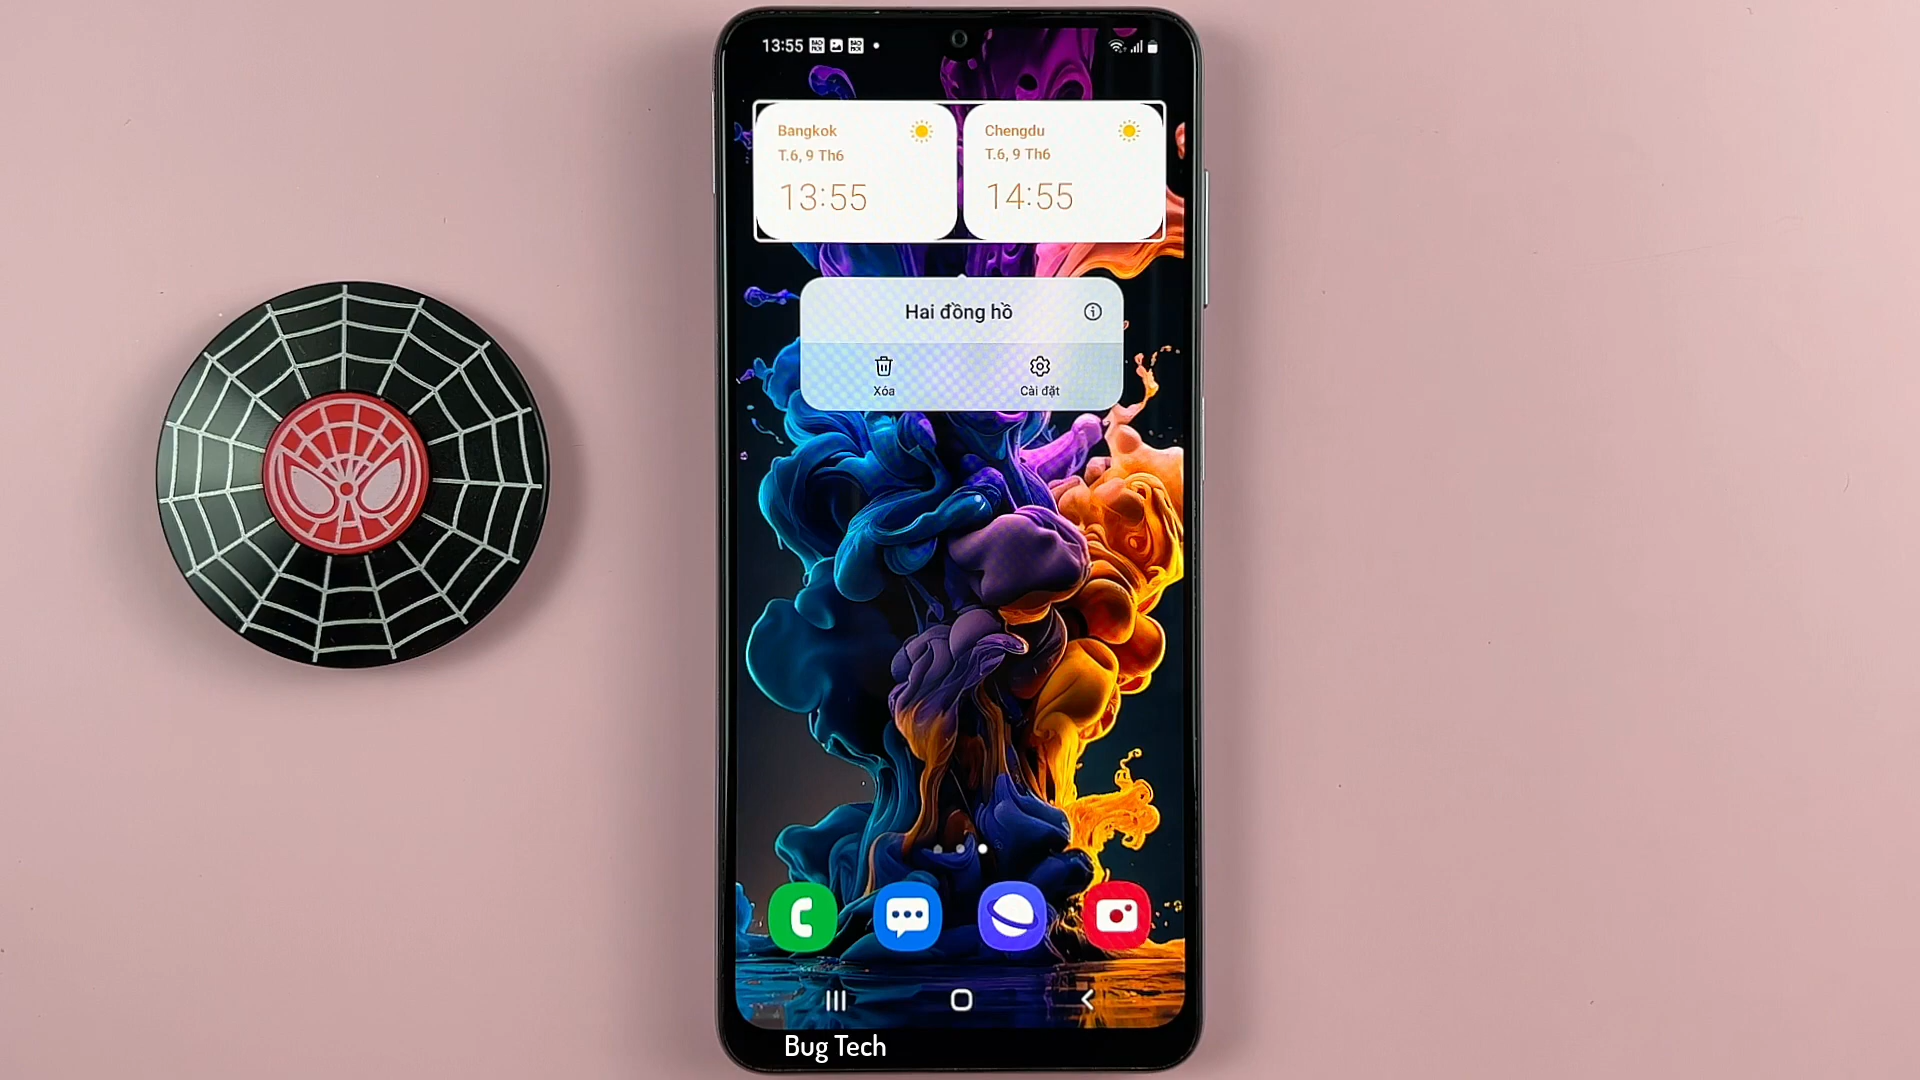 13:55
Bangkok
T.6, 9 Th6
13:55
Chengdu
T.6, 9 Th6
14:55
Hai đồng hồ
Xóa
Cài đặt
Bug Tech